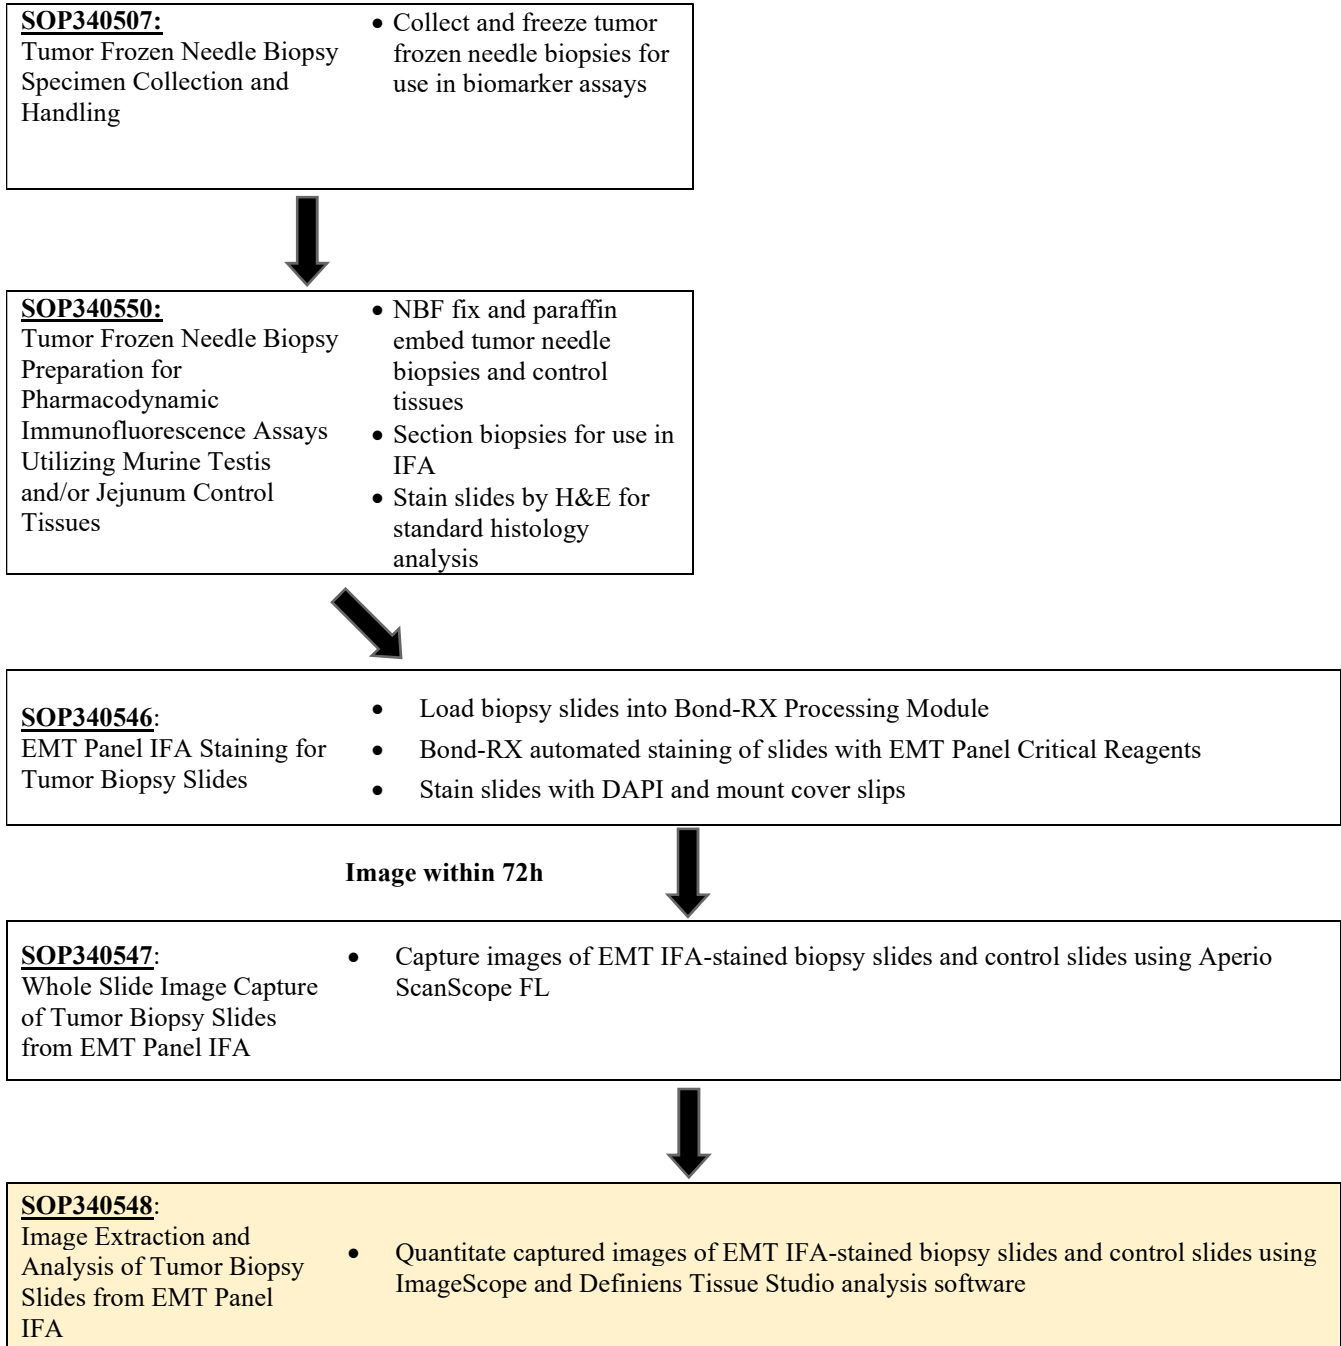 SOP340507:
Tumor Frozen Needle Biopsy
Specimen Collection and
Handling
• Collect and freeze tumor
frozen needle biopsies for
use in biomarker assays
SOP340550:
Tumor Frozen Needle Biopsy
Preparation for
Pharmacodynamic
Immunofluorescence Assays
Utilizing Murine Testis
and/or Jejunum Control
Tissues
• NBF fix and paraffin
embed tumor needle
biopsies and control
tissues
• Section biopsies for use in
IFA
• Stain slides by H&E for
standard histology
analysis
SOP340546:
EMT Panel IFA Staining for
Tumor Biopsy Slides
• Load biopsy slides into Bond-RX Processing Module
• Bond-RX automated staining of slides with EMT Panel Critical Reagents
• Stain slides with DAPI and mount cover slips
Image within 72h
SOP340547:
Whole Slide Image Capture
of Tumor Biopsy Slides
from EMT Panel IFA
• Capture images of EMT IFA-stained biopsy slides and control slides using Aperio
ScanScope FL
SOP340548:
Image Extraction and
Analysis of Tumor Biopsy
Slides from EMT Panel
IFA
• Quantitate captured images of EMT IFA-stained biopsy slides and control slides using
ImageScope and Definiens Tissue Studio analysis software